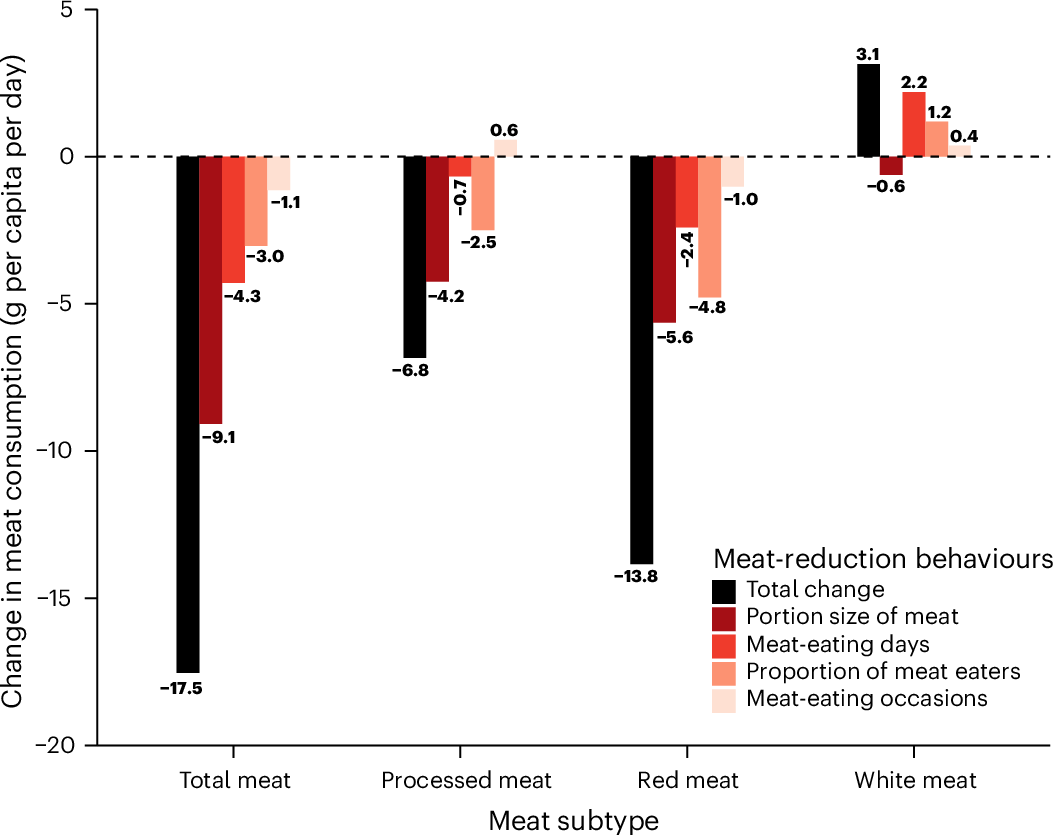 Change in meat consumption (g per capita per day)
5
0
−5
−10
−15
−20
−17.5
−9.1
−4.3
−3.0
−1.1
−6.8
−4.2
−0.7
−2.5
0.6
−13.8
−5.6
−2.4
−4.8
−1.0
3.1
−0.6
2.2
1.2
0.4
Meat-reduction behaviours
Total change
Portion size of meat
Meat-eating days
Proportion of meat eaters
Meat-eating occasions
Total meat
Processed meat
Red meat
White meat
Meat subtype